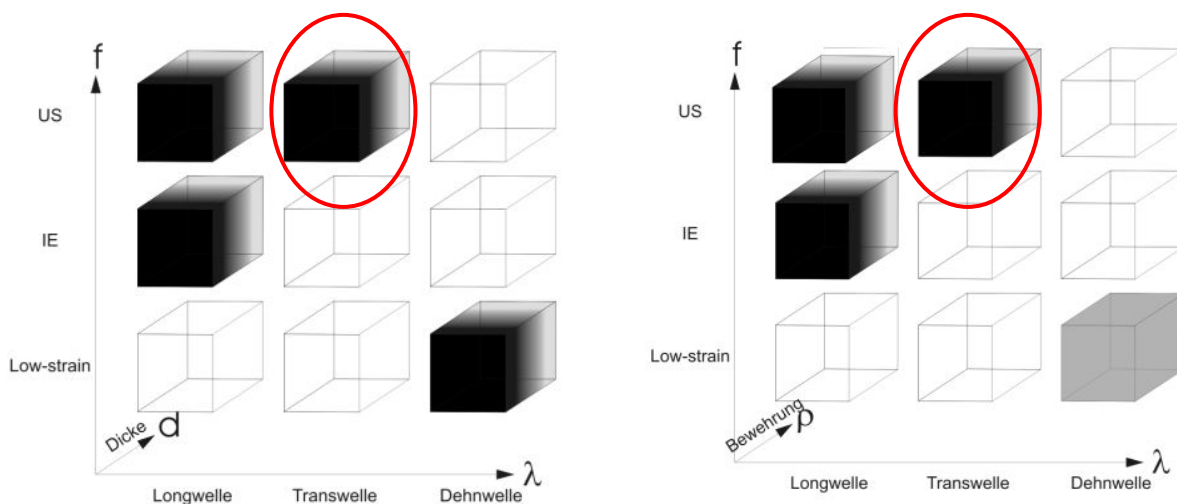 f
US
IE
Low-strain
Dicke
d
λ
Longwelle
Transwelle
Dehnwelle
f
US
IE
Low-strain
Bewehrung
ρ
λ
Longwelle
Transwelle
Dehnwelle